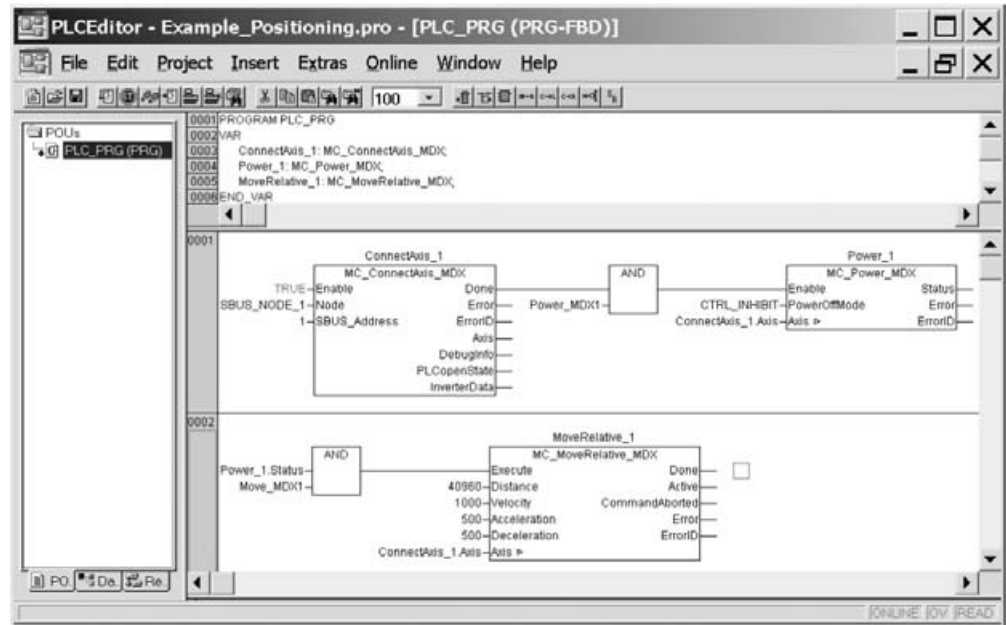 PLCEditor - Example_Positioning.pro - [PLC_PRG (PRG-FBD)]
File Edit Project Insert Extras Online Window Help
100
POUs
PLC_PRG (PRG)
0001 PROGRAM PLC_PRG
0002 VAR
0003 ConnectAxis_1: MC_ConnectAxis_MDX;
0004 Power_1: MC_Power_MDX;
0005 MoveRelative_1: MC_MoveRelative_MDX;
0006 END_VAR
0001
ConnectAxis_1 Power_1
MC_ConnectAxis_MDX AND MC_Power_MDX
TRUE Enable Done Enable Status
SBUS_NODE_1 Node Error Power_MDX1 CTRL_INHIBIT PowerOffMode Error
1 SBUS_Address ErrorID ConnectAxis_1.Axis Axis ErrorID
Axis
DebugInfo
PLCopenState
InverterData
0002
MoveRelative_1
AND MC_MoveRelative_MDX
Power_1.Status Execute Done
Move_MDX1 40960 Distance Active
1000 Velocity CommandAborted
500 Acceleration Error
500 Deceleration ErrorID
ConnectAxis_1.Axis Axis
PO. Da. Re.
ONLINE OV READ